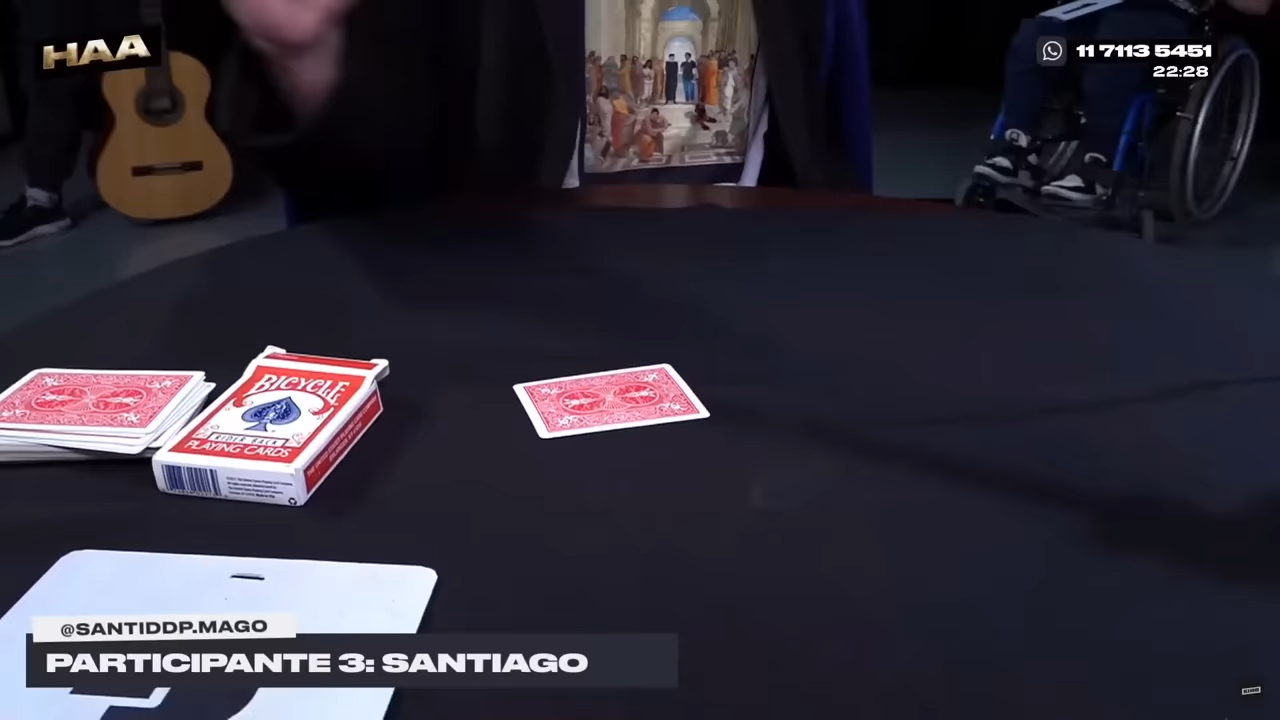 HAA
11 7113 5451
22:28
BICYCLE
RIDER BACK
PLAYING CARDS
@SANTIDDP.MAGO
PARTICIPANTE 3: SANTIAGO